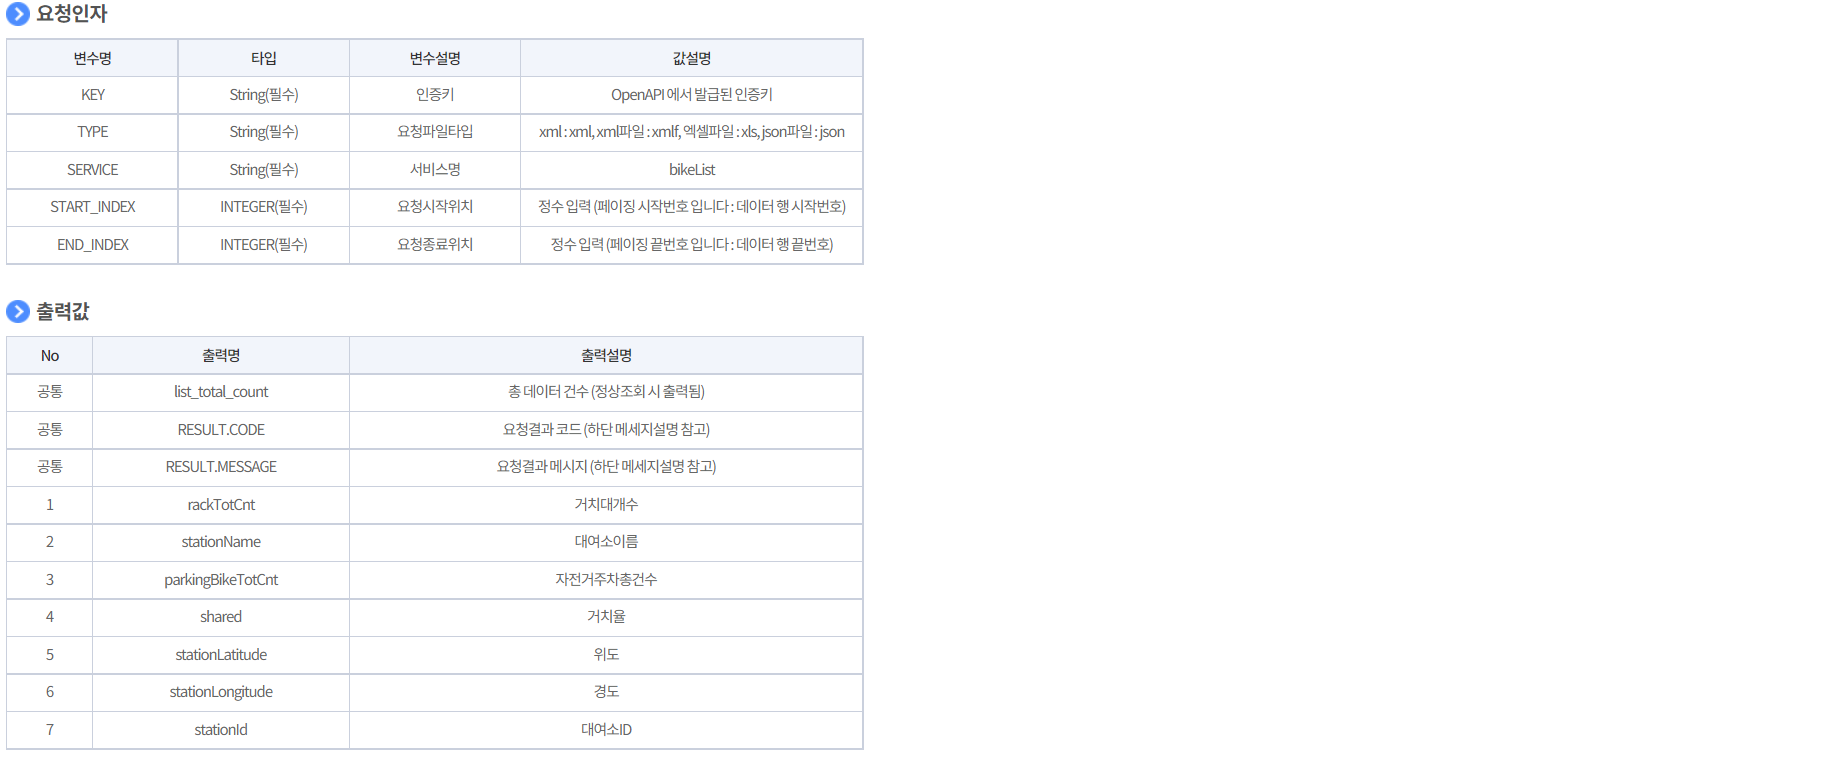 요청인자
변수명 타입 변수설명 값설명
KEY String(필수) 인증키 OpenAPI 에서 발급된 인증키
TYPE String(필수) 요청파일타입 xml : xml, xml파일 : xmlf, 엑셀파일 : xls, json파일 : json
SERVICE String(필수) 서비스명 bikeList
START_INDEX INTEGER(필수) 요청시작위치 정수 입력 (페이징 시작번호 입니다 : 데이터 행 시작번호)
END_INDEX INTEGER(필수) 요청종료위치 정수 입력 (페이징 끝번호 입니다 : 데이터 행 끝번호)
출력값
No 출력명 출력설명
공통 list_total_count 총 데이터 건수 (정상조회 시 출력됨)
공통 RESULT.CODE 요청결과 코드 (하단 메세지설명 참고)
공통 RESULT.MESSAGE 요청결과 메시지 (하단 메세지설명 참고)
1 rackTotCnt 거치대개수
2 stationName 대여소이름
3 parkingBikeTotCnt 자전거주차총건수
4 shared 거치율
5 stationLatitude 위도
6 stationLongitude 경도
7 stationId 대여소ID